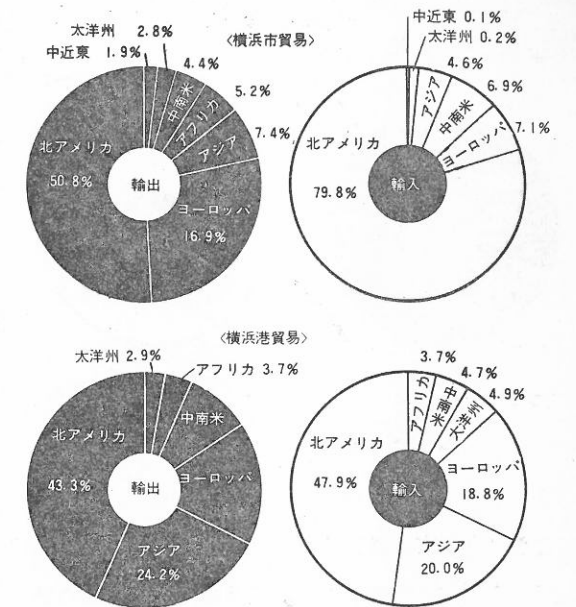 〈横浜市貿易〉
太洋州 2.8%
中近東 1.9%
4.4%
中南米
5.2%
アフリカ
7.4%
アジア
北アメリカ
50.8%
輸出
ヨーロッパ
16.9%
中近東 0.1%
太洋州 0.2%
4.6%
アジア
6.9%
中南米
7.1%
ヨーロッパ
北アメリカ
79.8%
輸入
〈横浜港貿易〉
太洋州 2.9%
アフリカ 3.7%
中南米
北アメリカ
43.3%
輸出
ヨーロッパ
アジア
24.2%
3.7%
アフリカ
4.7%
中南米
4.9%
太洋州
北アメリカ
47.9%
輸入
ヨーロッパ
18.8%
アジア
20.0%